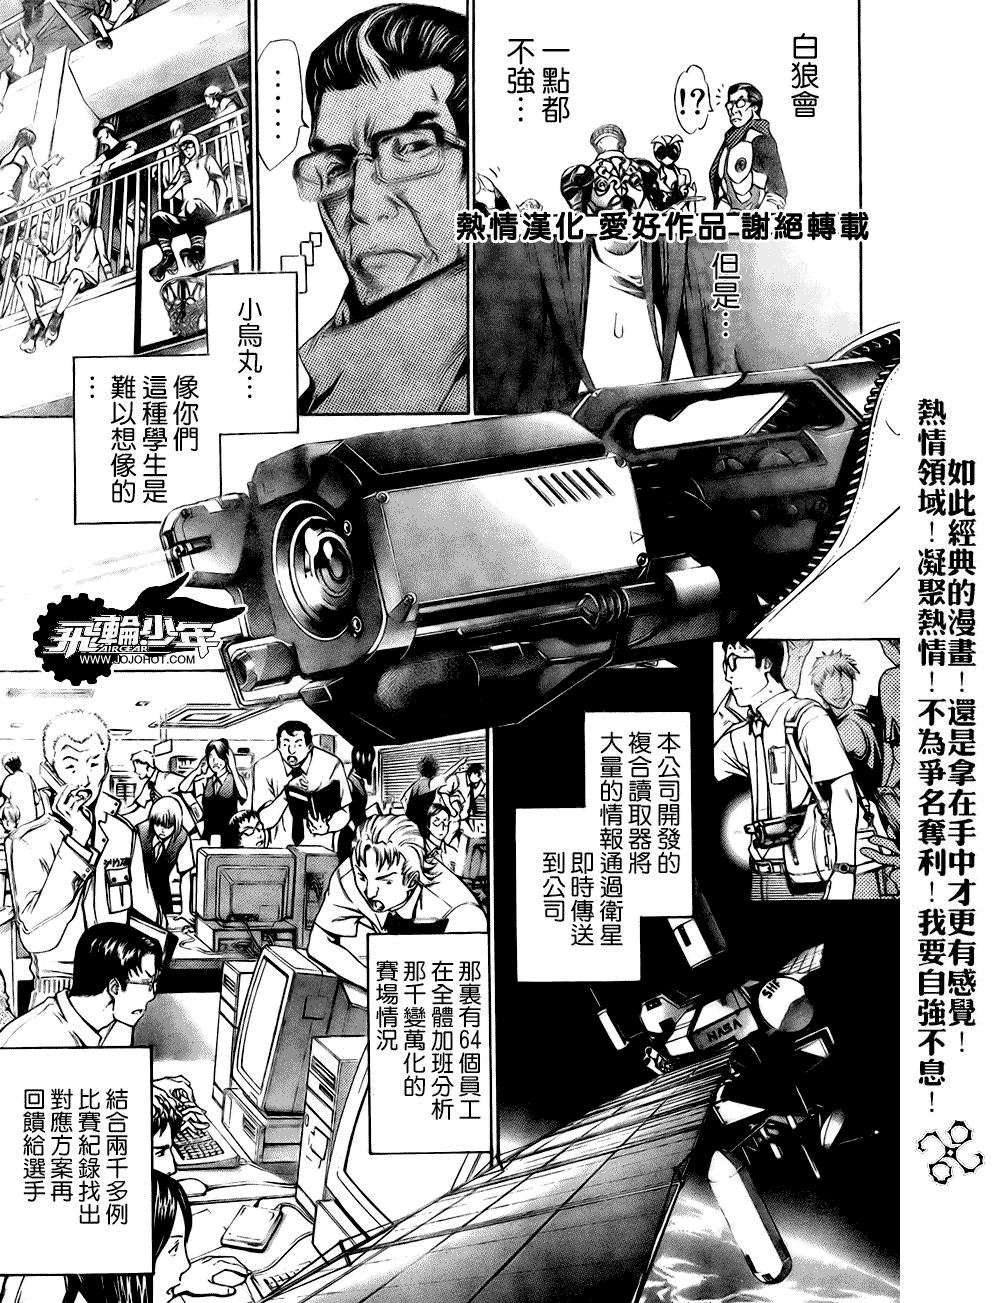 白狼會
一點都
不強…
!?
熱情漢化 愛好作品 謝絕轉載
但是…
……
小烏丸…
像你們
這種學生是
難以想像的
…
飛輪少年
AIRGEAR
WWW.JOJOHOT.COM
本公司開發的
複合讀取器將
大量的情報通過衛星
即時傳送
到公司
NASA
那裏有64個員工
在全體加班分析
那千變萬化的
賽場情況
結合兩千多例
比賽紀錄找出
對應方案再
回饋給選手
如此經典的漫畫！還是拿在手中才更有感覺！
熱情領域！凝聚熱情！不為爭名奪利！我要自強不息！